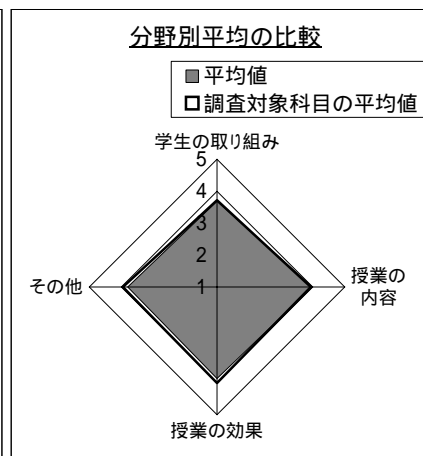 分野別平均の比較
平均値
調査対象科目の平均値
学生の取り組み
5
4
3
2
1
その他
授業の
内容
授業の効果